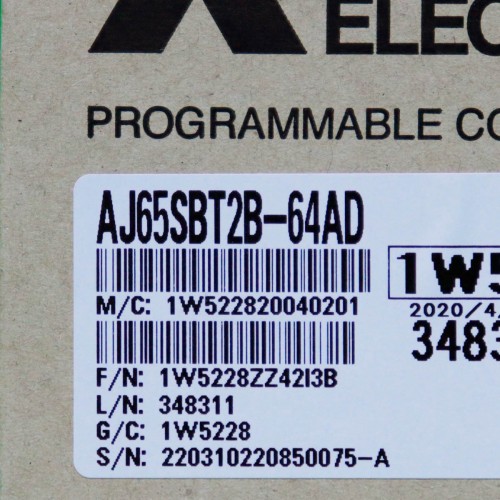 ELEC
PROGRAMMABLE CO
AJ65SBT2B-64AD
1W5
M/C: 1W522820040201
2020/4/
3483
F/N: 1W5228ZZ42I3B
L/N: 348311
G/C: 1W5228
S/N: 220310220850075-A